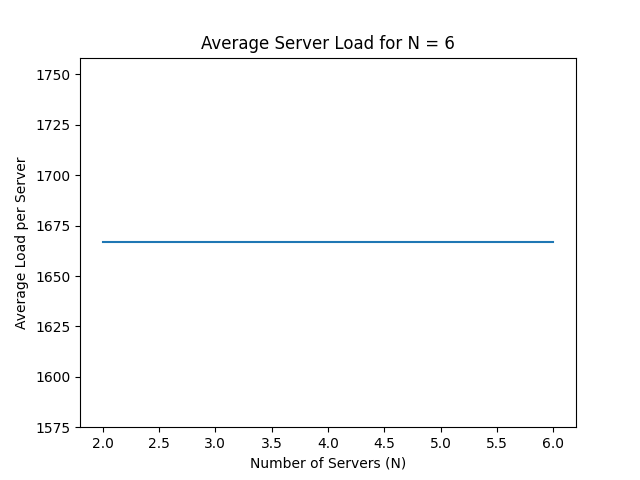 Average Server Load for N = 6
1750
1725
1700
1675
1650
1625
1600
1575
Average Load per Server
2.0 2.5 3.0 3.5 4.0 4.5 5.0 5.5 6.0
Number of Servers (N)